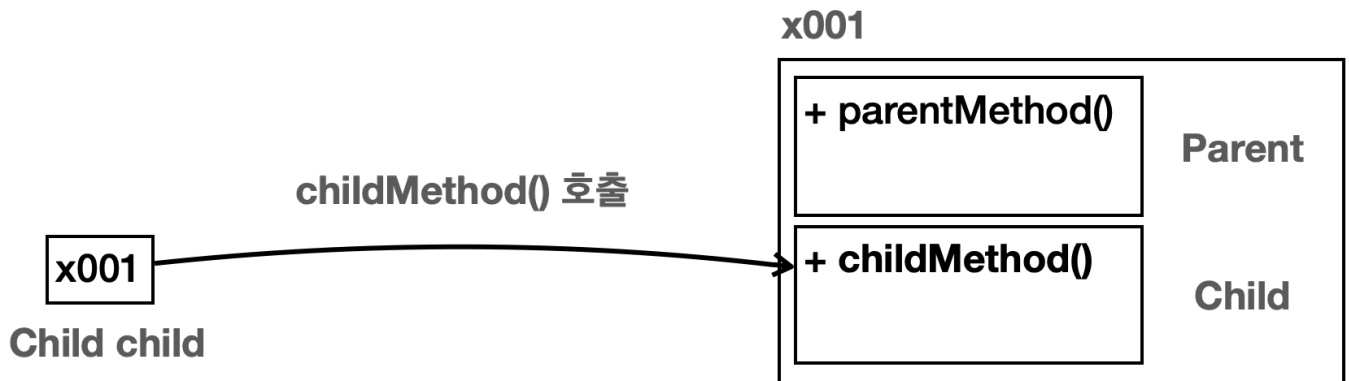 x001
+ parentMethod()
Parent
childMethod() 호출
x001
+ childMethod()
Child
Child child